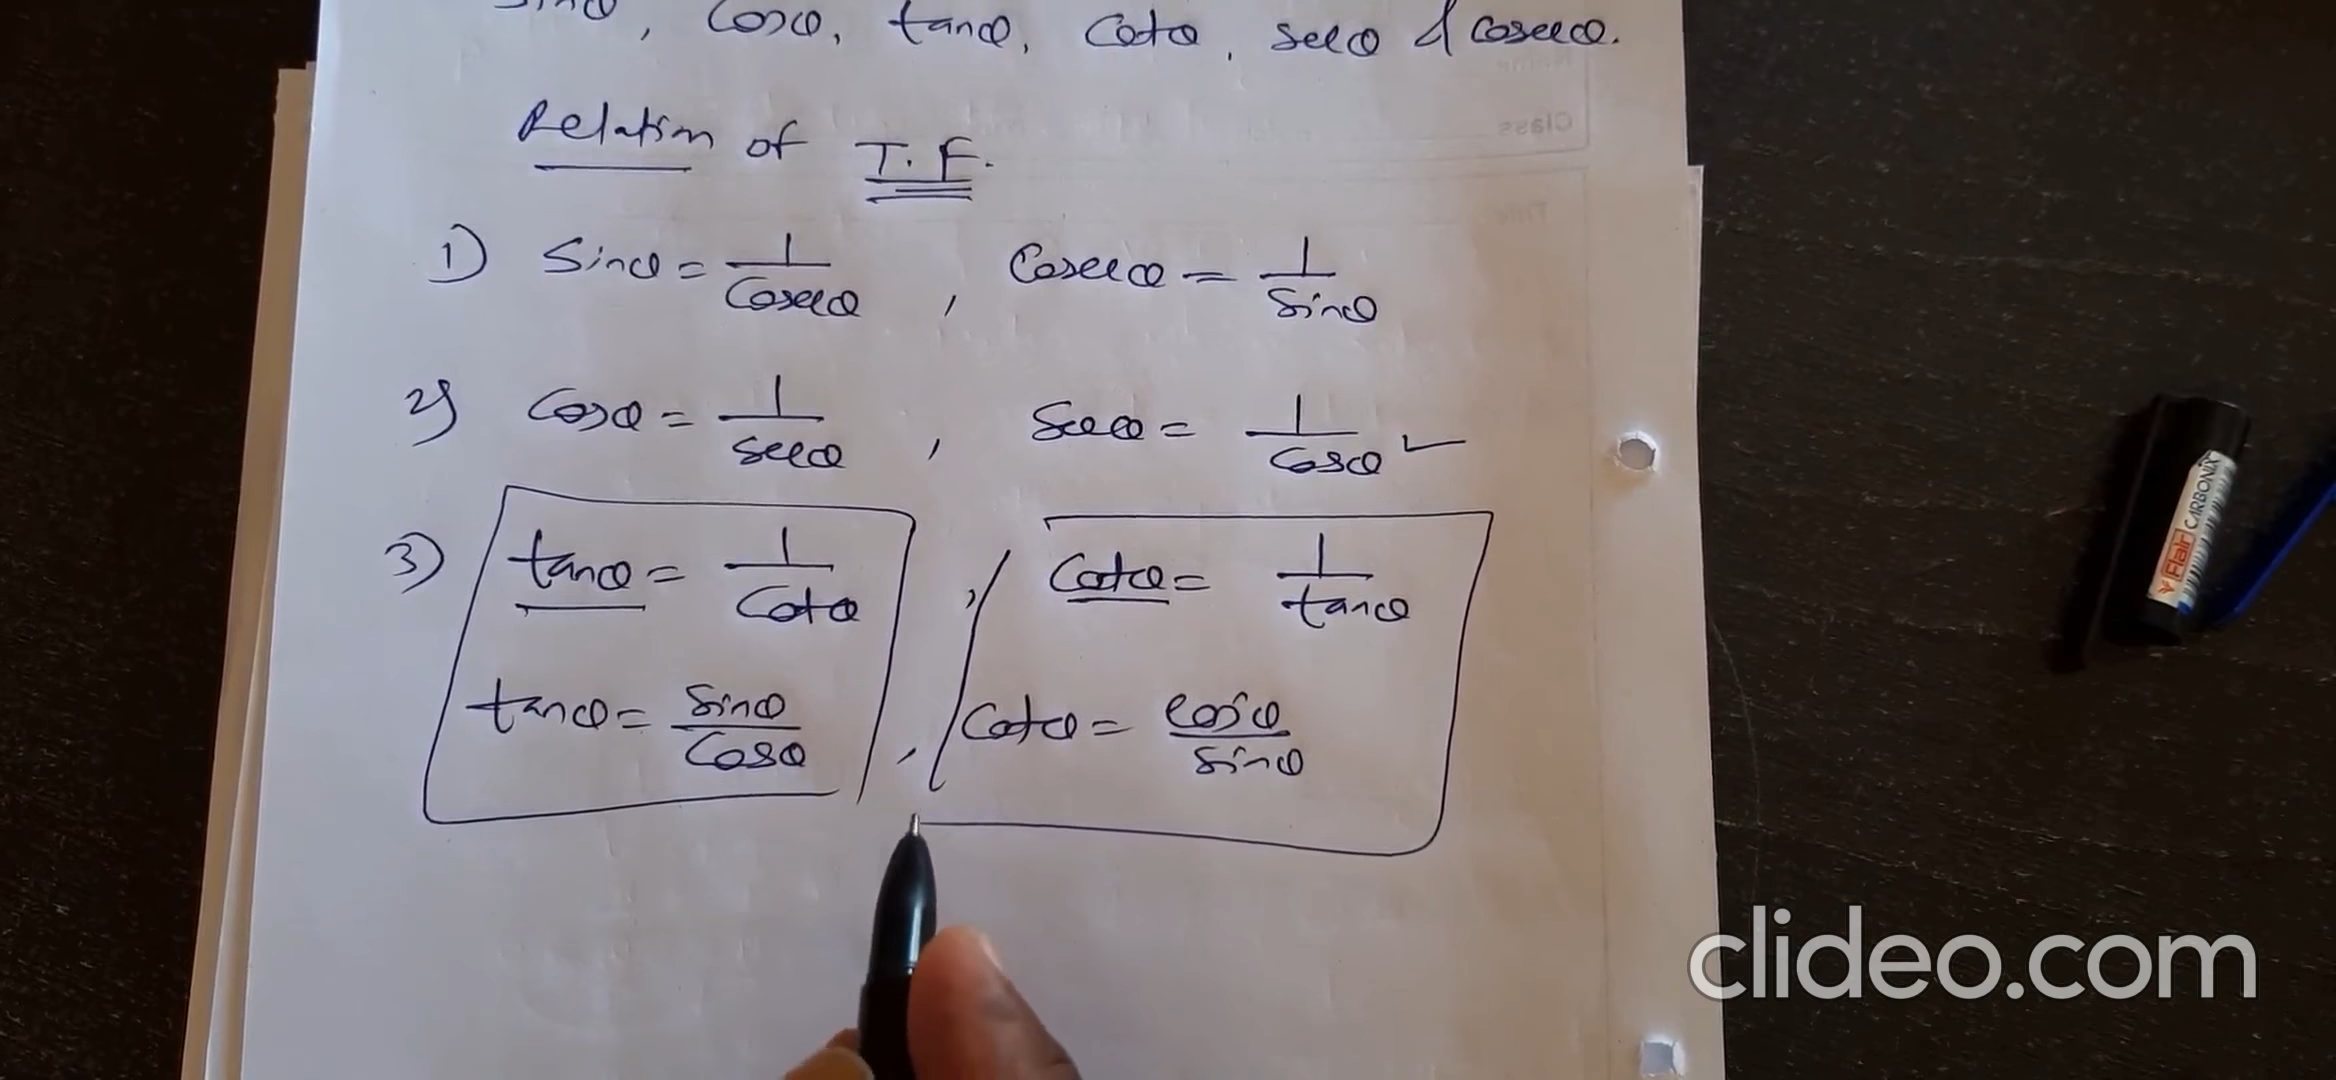 sinθ, Cosθ, tanθ, Cotθ, secθ & Cosecθ.
Relation of T.F.
1) Sinθ = 1/Cosecθ , Cosecθ = 1/Sinθ
2) Cosθ = 1/secθ , Secθ = 1/Cosθ ✓
3) tanθ = 1/Cotθ , Cotθ = 1/tanθ
tanθ = Sinθ/Cosθ , Cotθ = Cosθ/Sinθ
Class
Title
Flair CARBONIX
clideo.com